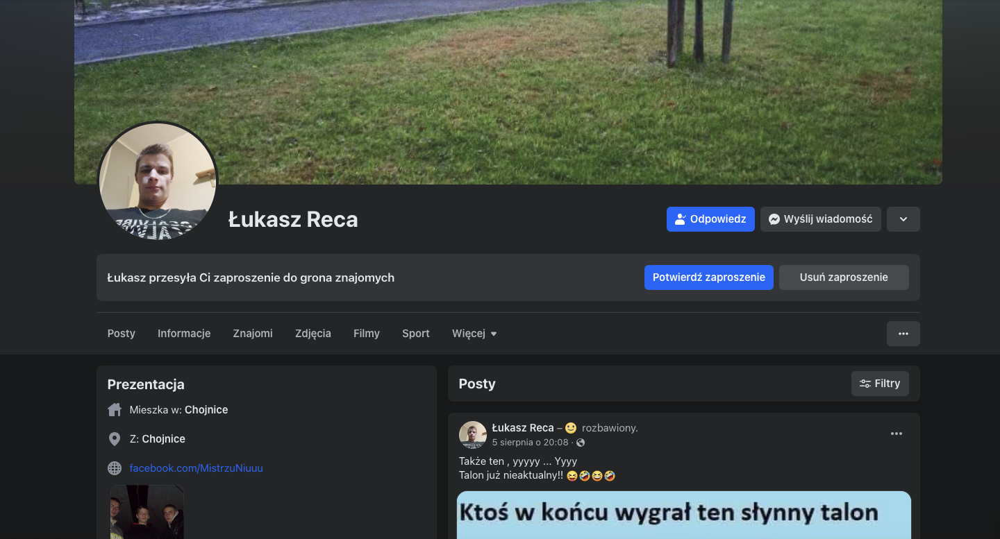 Łukasz Reca
Odpowiedz
Wyślij wiadomość
Łukasz przesyła Ci zaproszenie do grona znajomych
Potwierdź zaproszenie
Usuń zaproszenie
Posty
Informacje
Znajomi
Zdjęcia
Filmy
Sport
Więcej
Prezentacja
Mieszka w: Chojnice
Z: Chojnice
facebook.com/MistrzuNiuuu
Posty
Filtry
Łukasz Reca – rozbawiony.
5 sierpnia o 20:08 ·
Także ten , yyyyy ... Yyyy
Talon już nieaktualny!! 😝🤣😆🤣
Ktoś w końcu wygrał ten słynny talon